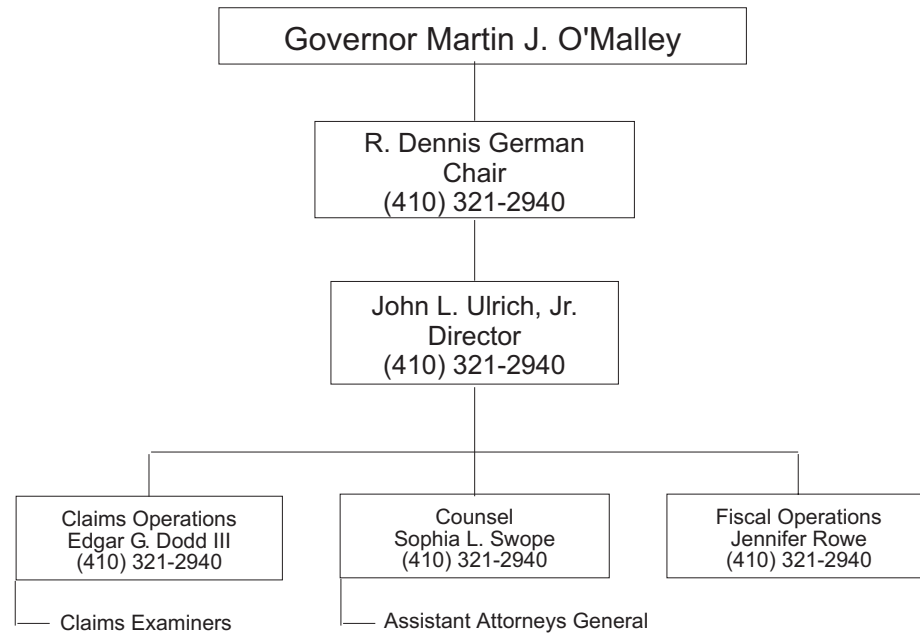 Governor Martin J. O'Malley
R. Dennis German
Chair
(410) 321-2940
John L. Ulrich, Jr.
Director
(410) 321-2940
Claims Operations
Edgar G. Dodd III
(410) 321-2940
Claims Examiners
Counsel
Sophia L. Swope
(410) 321-2940
Assistant Attorneys General
Fiscal Operations
Jennifer Rowe
(410) 321-2940